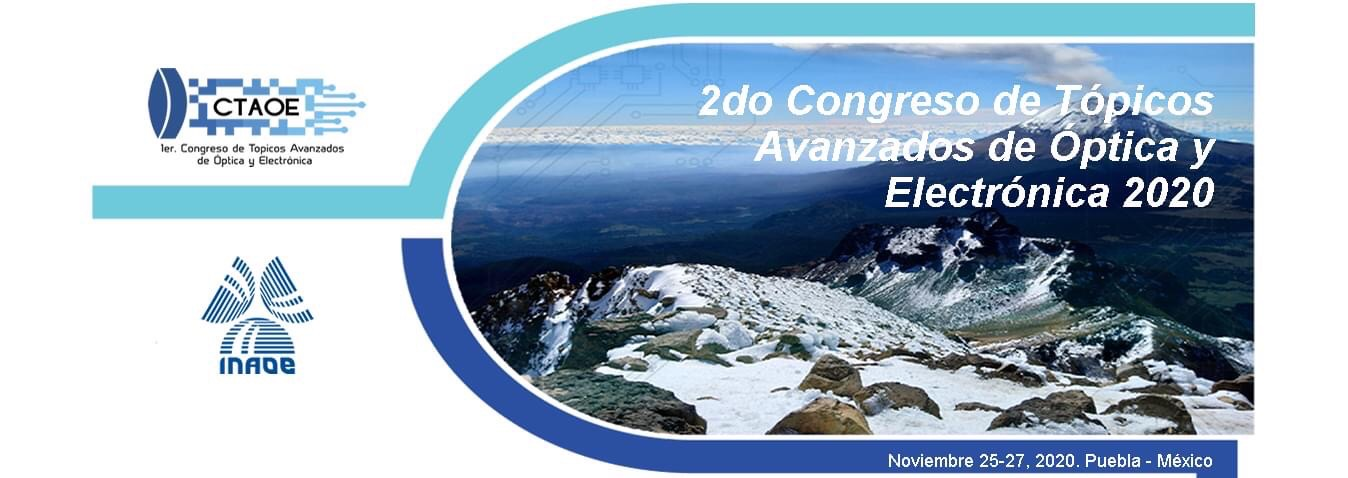 CTAOE
1er. Congreso de Topicos Avanzados
de Óptica y Electrónica
INAOE
2do Congreso de Tópicos
Avanzados de Óptica y
Electrónica 2020
Noviembre 25-27, 2020. Puebla - México